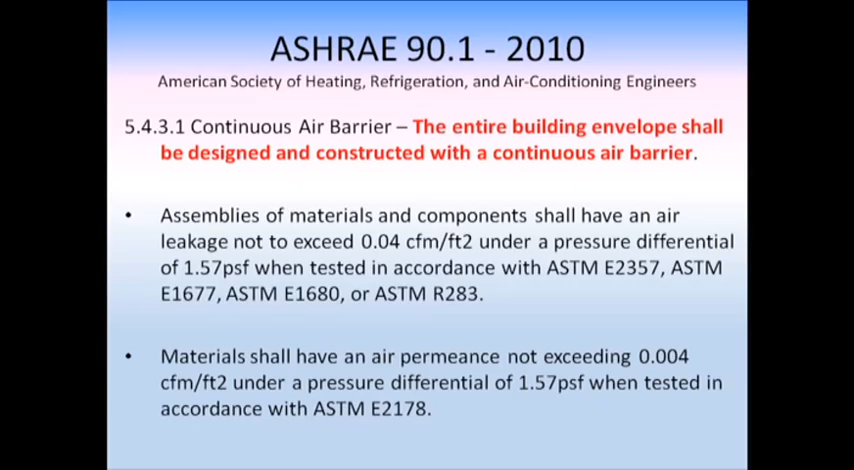 ASHRAE 90.1 - 2010
American Society of Heating, Refrigeration, and Air-Conditioning Engineers
5.4.3.1 Continuous Air Barrier – The entire building envelope shall
be designed and constructed with a continuous air barrier.
• Assemblies of materials and components shall have an air
leakage not to exceed 0.04 cfm/ft2 under a pressure differential
of 1.57psf when tested in accordance with ASTM E2357, ASTM
E1677, ASTM E1680, or ASTM R283.
• Materials shall have an air permeance not exceeding 0.004
cfm/ft2 under a pressure differential of 1.57psf when tested in
accordance with ASTM E2178.